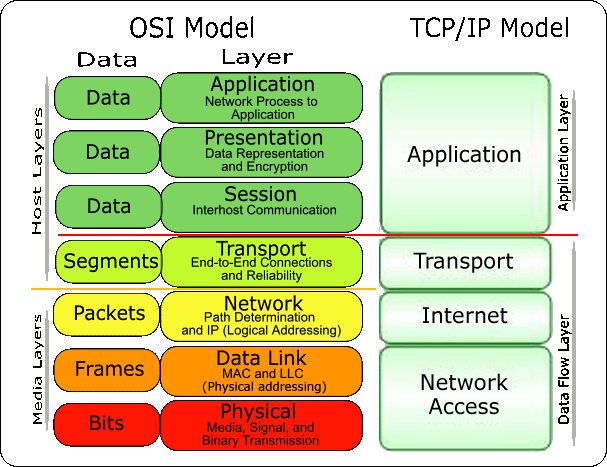 OSI Model
TCP/IP Model
Data
Layer
Host Layers
Media Layers
Data
Application
Network Process to
Application
Data
Presentation
Data Representation
and Encryption
Data
Session
Interhost Communication
Segments
Transport
End-to-End Connections
and Reliability
Packets
Network
Path Determination
and IP (Logical Addressing)
Frames
Data Link
MAC and LLC
(Physical addressing)
Bits
Physical
Media, Signal, and
Binary Transmission
Application
Transport
Internet
Network
Access
Application Layer
Data Flow Layer